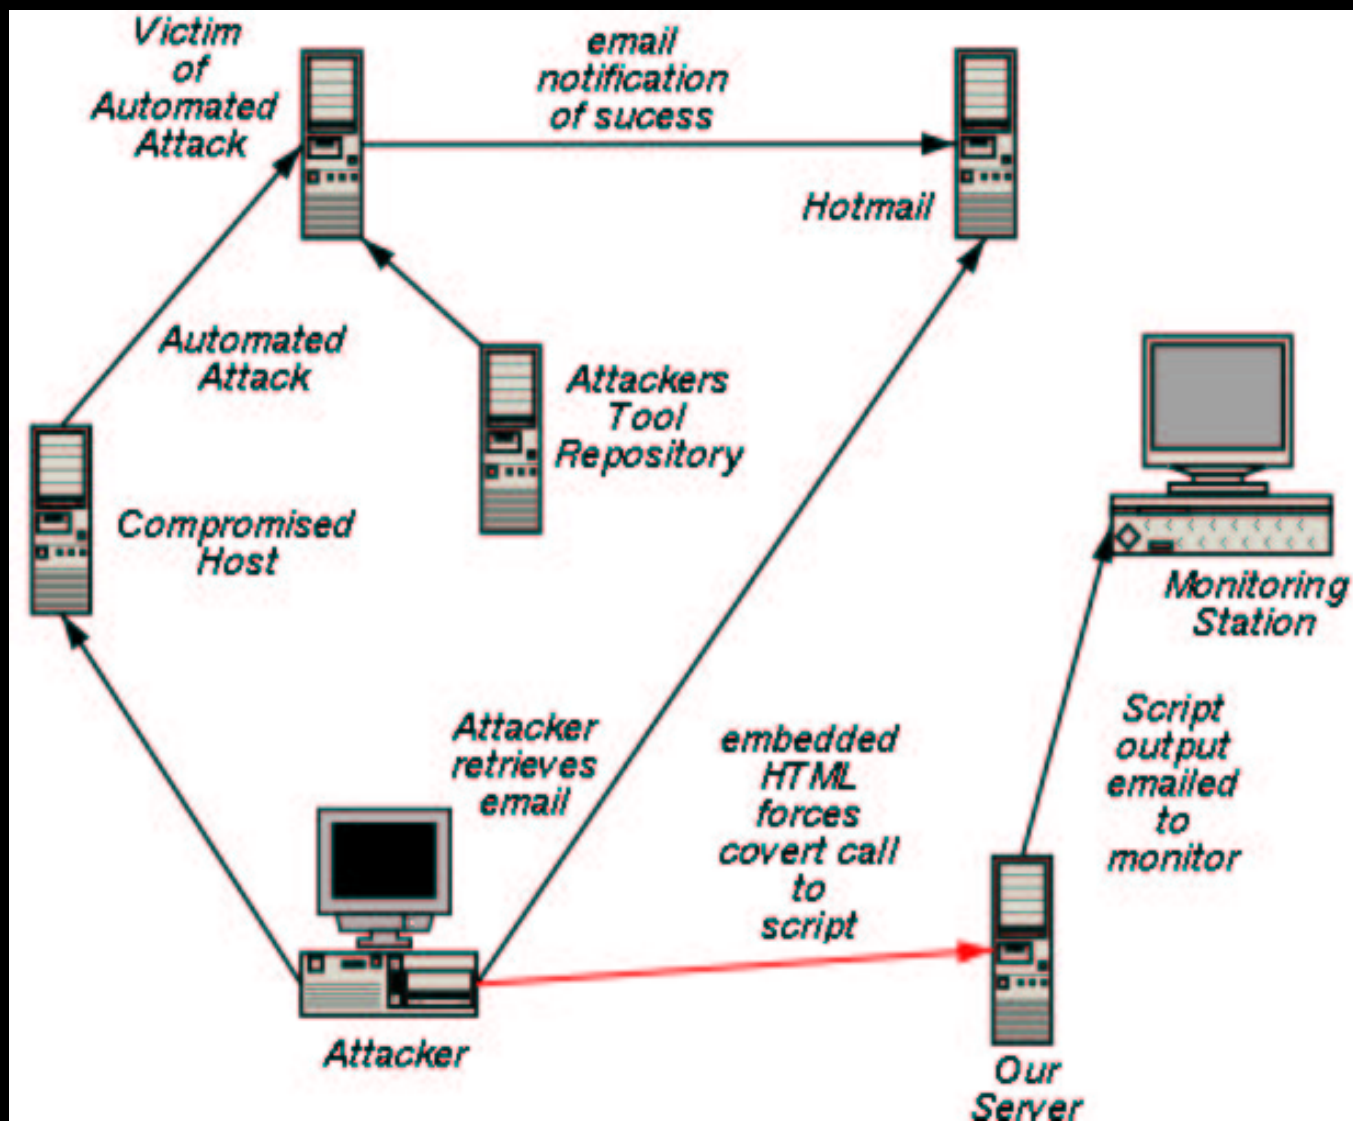 Victim
of
Automated
Attack
email
notification
of sucess
Hotmail
Automated
Attack
Attackers
Tool
Repository
Compromised
Host
Monitoring
Station
Attacker
retrieves
email
embedded
HTML
forces
covert call
to
script
Script
output
emailed
to
monitor
Attacker
Our
Server